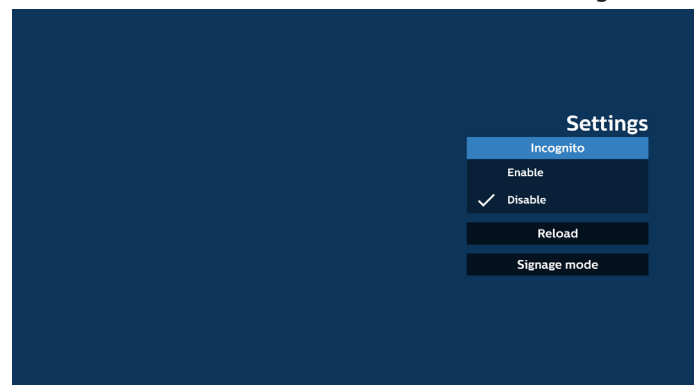 Settings
Incognito
Enable
Disable
Reload
Signage mode